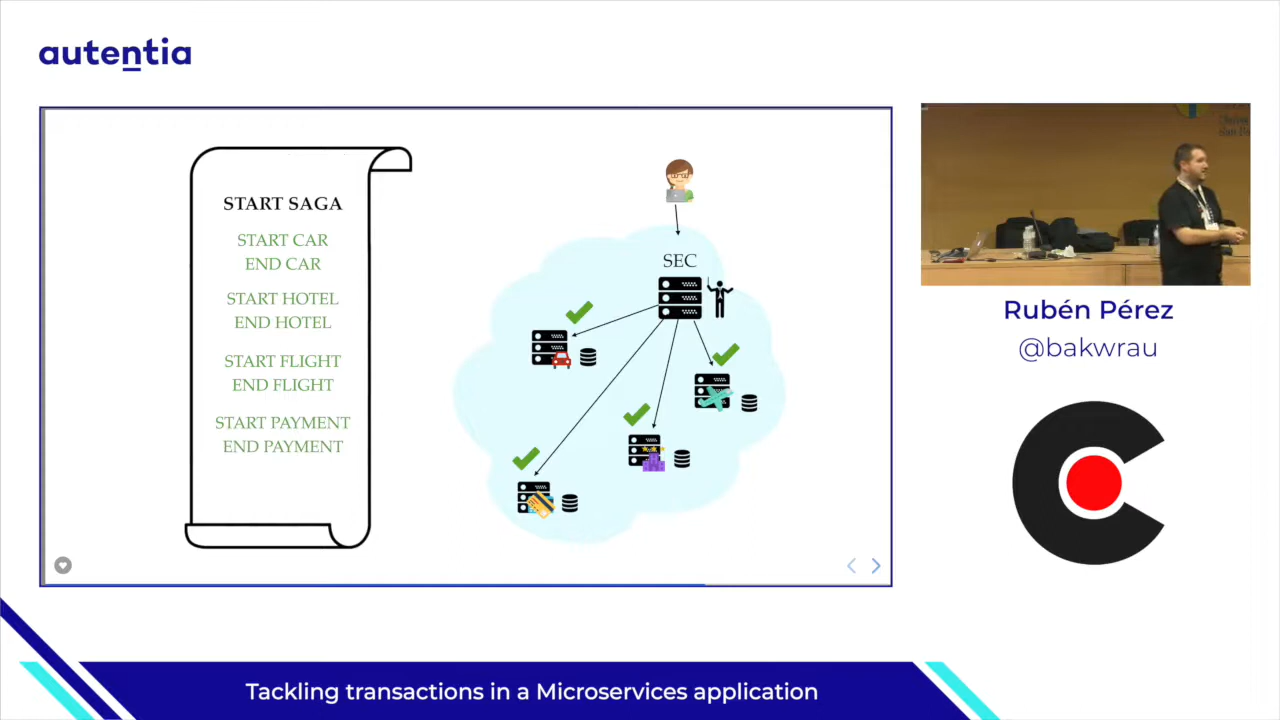 autentia
START SAGA
START CAR
END CAR
START HOTEL
END HOTEL
START FLIGHT
END FLIGHT
START PAYMENT
END PAYMENT
SEC
Rubén Pérez
@bakwrau
Tackling transactions in a Microservices application